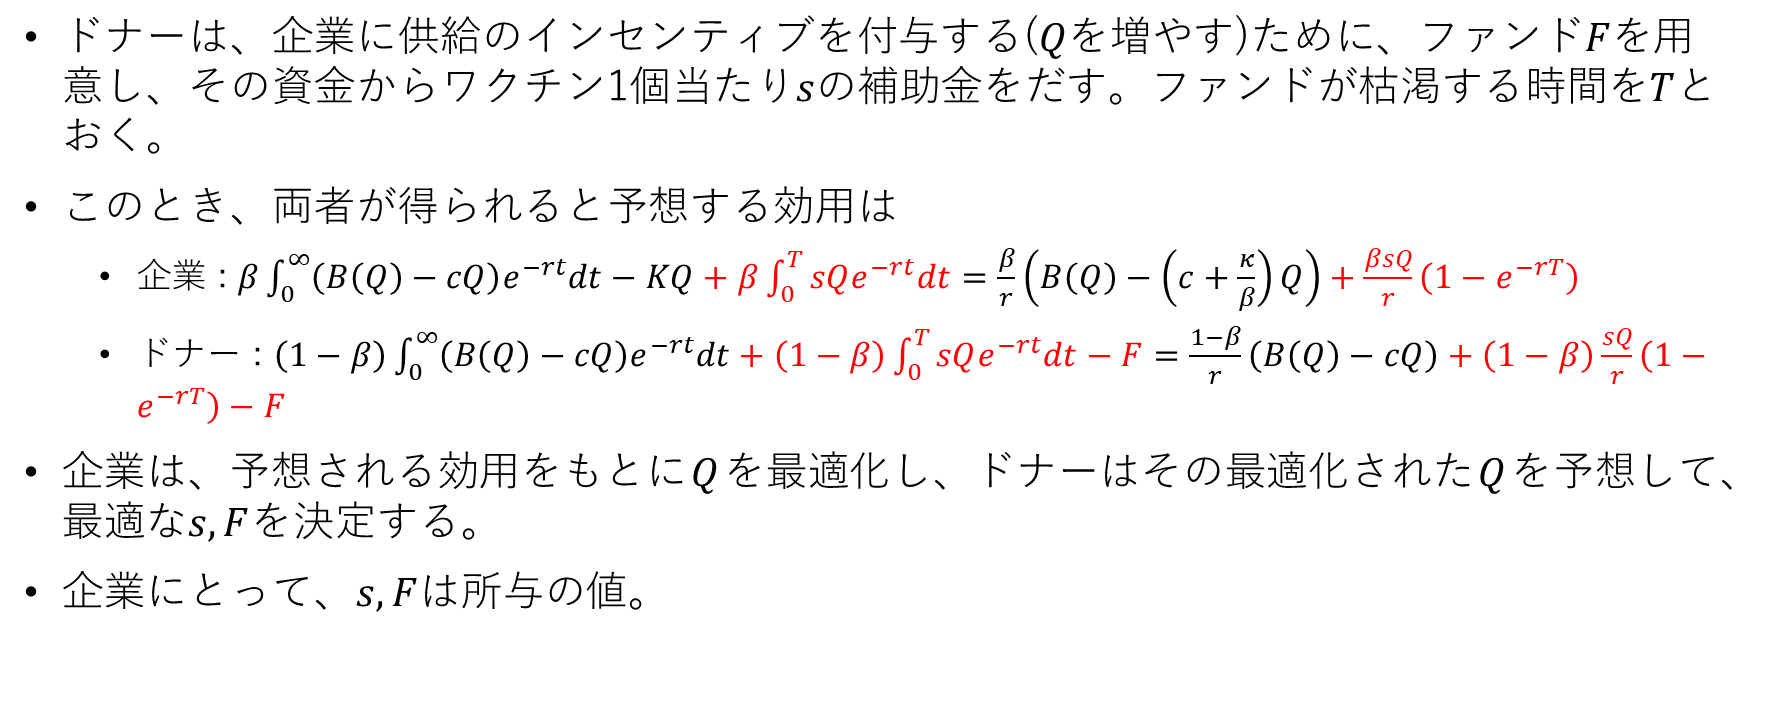 • ドナーは、企業に供給のインセンティブを付与する(Qを増やす)ために、ファンドFを用
意し、その資金からワクチン1個当たりsの補助金をだす。ファンドが枯渇する時間をTと
おく。
• このとき、両者が得られると予想する効用は
• 企業 : β∫₀^∞(B(Q) − cQ)e^{−rt}dt − KQ + β∫₀^T sQe^{−rt}dt = β/r (B(Q) − (c + κ/β)Q) + βsQ/r (1 − e^{−rT})
• ドナー : (1 − β)∫₀^∞(B(Q) − cQ)e^{−rt}dt + (1 − β)∫₀^T sQe^{−rt}dt − F = (1−β)/r (B(Q) − cQ) + (1 − β) sQ/r (1 −
e^{−rT}) − F
• 企業は、予想される効用をもとにQを最適化し、ドナーはその最適化されたQを予想して、
最適なs, Fを決定する。
• 企業にとって、s, Fは所与の値。